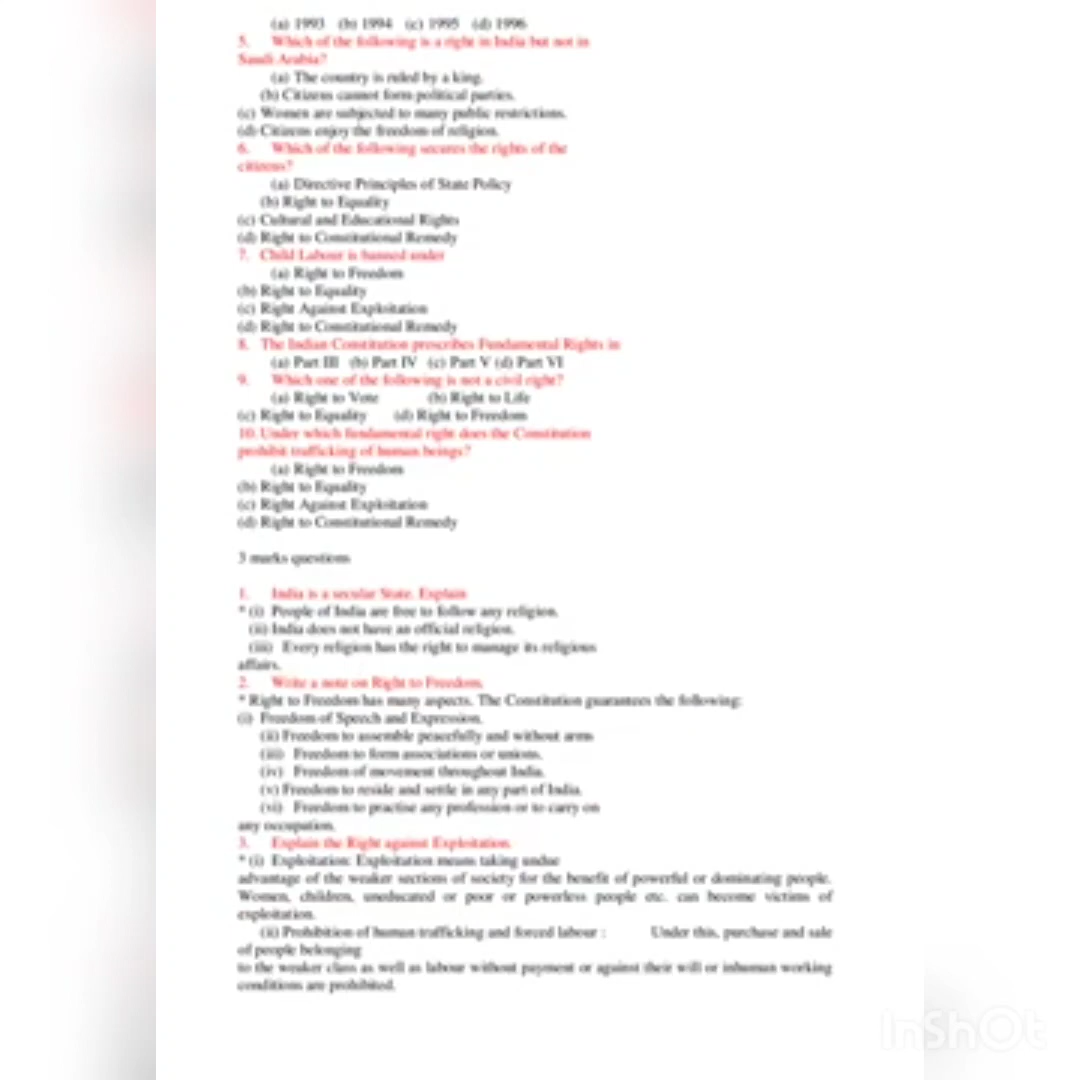 (a) 1993 (b) 1994 (c) 1995 (d) 1996
5. Which of the following is a right in India but not in
Saudi Arabia?
(a) The country is ruled by a king.
(b) Citizens cannot form political parties.
(c) Women are subjected to many public restrictions.
(d) Citizens enjoy the freedom of religion.
6. Which of the following secures the rights of the
citizens?
(a) Directive Principles of State Policy
(b) Right to Equality
(c) Cultural and Educational Rights
(d) Right to Constitutional Remedy
7. Child Labour is banned under
(a) Right to Freedom
(b) Right to Equality
(c) Right Against Exploitation
(d) Right to Constitutional Remedy
8. The Indian Constitution prescribes Fundamental Rights in
(a) Part III (b) Part IV (c) Part V (d) Part VI
9. Which one of the following is not a civil right?
(a) Right to Vote (b) Right to Life
(c) Right to Equality (d) Right to Freedom
10. Under which fundamental right does the Constitution
prohibit trafficking of human beings?
(a) Right to Freedom
(b) Right to Equality
(c) Right Against Exploitation
(d) Right to Constitutional Remedy
3 marks questions
1. India is a secular State. Explain
* (i) People of India are free to follow any religion.
(ii) India does not have an official religion.
(iii) Every religion has the right to manage its religious
affairs.
2. Write a note on Right to Freedom.
* Right to Freedom has many aspects. The Constitution guarantees the following:
(i) Freedom of Speech and Expression.
(ii) Freedom to assemble peacefully and without arms
(iii) Freedom to form associations or unions.
(iv) Freedom of movement throughout India.
(v) Freedom to reside and settle in any part of India.
(vi) Freedom to practise any profession or to carry on
any occupation.
3. Explain the Right against Exploitation.
* (i) Exploitation: Exploitation means taking undue
advantage of the weaker sections of society for the benefit of powerful or dominating people.
Women, children, uneducated or poor or powerless people etc. can become victims of
exploitation.
(ii) Prohibition of human trafficking and forced labour : Under this, purchase and sale
of people belonging
to the weaker class as well as labour without payment or against their will or inhuman working
conditions are prohibited.
InShOt